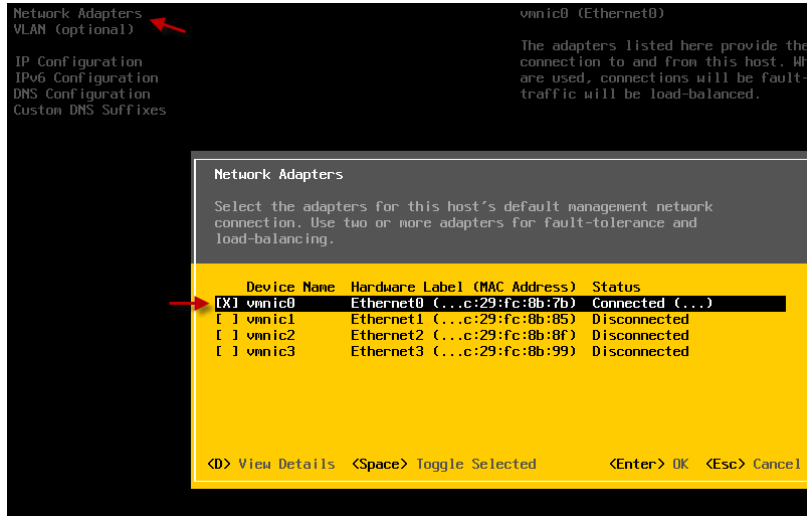 Network Adapters
VLAN (optional)
IP Configuration
IPv6 Configuration
DNS Configuration
Custom DNS Suffixes
vmnic0 (Ethernet0)
The adapters listed here provide the
connection to and from this host. Wh
are used, connections will be fault-
traffic will be load-balanced.
Network Adapters
Select the adapters for this host's default management network
connection. Use two or more adapters for fault-tolerance and
load-balancing.
Device Name Hardware Label (MAC Address) Status
[X] vmnic0 Ethernet0 (...c:29:fc:8b:7b) Connected (...)
[ ] vmnic1 Ethernet1 (...c:29:fc:8b:85) Disconnected
[ ] vmnic2 Ethernet2 (...c:29:fc:8b:8f) Disconnected
[ ] vmnic3 Ethernet3 (...c:29:fc:8b:99) Disconnected
<D> View Details <Space> Toggle Selected <Enter> OK <Esc> Cancel